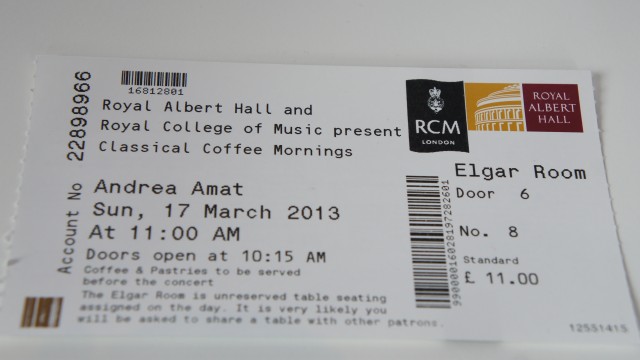 16812801
Royal Albert Hall and
Royal College of Music present
Classical Coffee Mornings
Andrea Amat
Sun, 17 March 2013
At 11:00 AM
Doors open at 10:15 AM
Coffee & Pastries to be served
before the concert
The Elgar Room is unreserved table seating
assigned on the day. It is very likely you
will be asked to share a table with other patrons.
Account No 22898966
RCM
LONDON
ROYAL
ALBERT
HALL
Elgar Room
Door 6
No. 8
Standard
£ 11.00
99000016028197282601
12551415